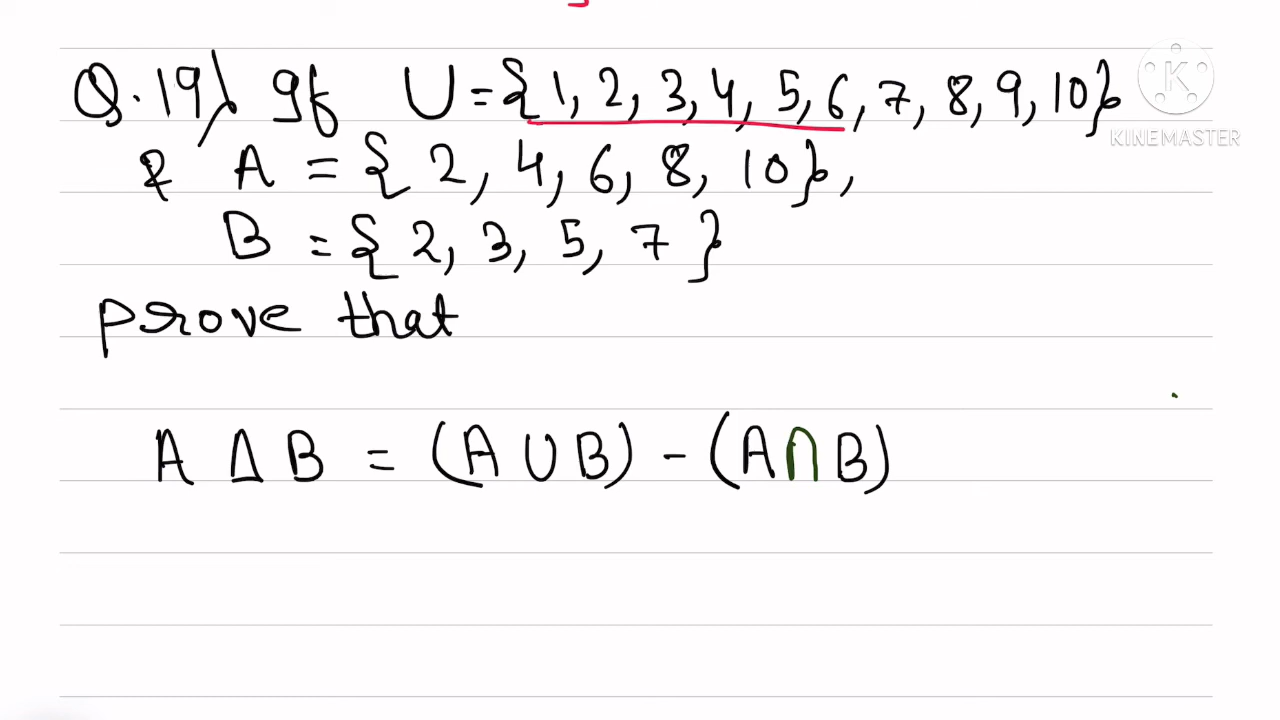 Q.19) If U = {1, 2, 3, 4, 5, 6, 7, 8, 9, 10}
& A = { 2, 4, 6, 8, 10},
B = { 2, 3, 5, 7 }
prove that
A Δ B = (A ∪ B) - (A ∩ B)
KINEMASTER